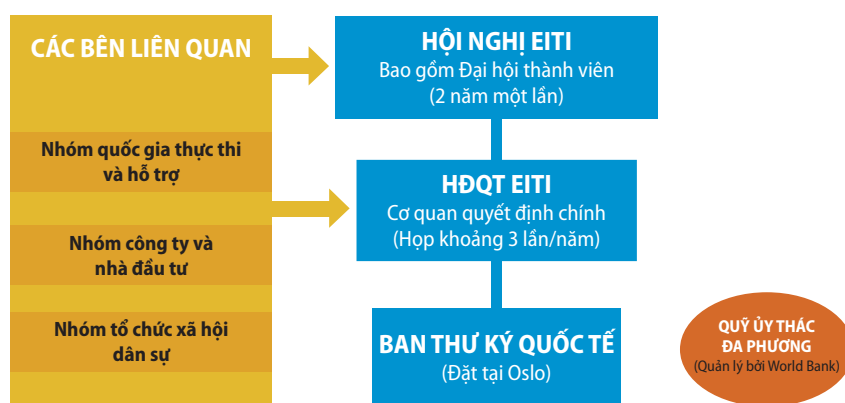 CÁC BÊN LIÊN QUAN
Nhóm quốc gia thực thi
và hỗ trợ
Nhóm công ty và
nhà đầu tư
Nhóm tổ chức xã hội
dân sự
HỘI NGHỊ EITI
Bao gồm Đại hội thành viên
(2 năm một lần)
HĐQT EITI
Cơ quan quyết định chính
(Họp khoảng 3 lần/năm)
BAN THƯ KÝ QUỐC TẾ
(Đặt tại Oslo)
QUỸ ỦY THÁC
ĐA PHƯƠNG
(Quản lý bởi World Bank)